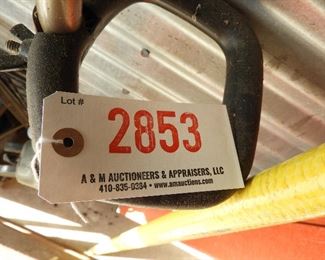 Lot #
2853
A & M AUCTIONEERS & APPRAISERS, LLC
410-835-0384 • www.amauctions.com